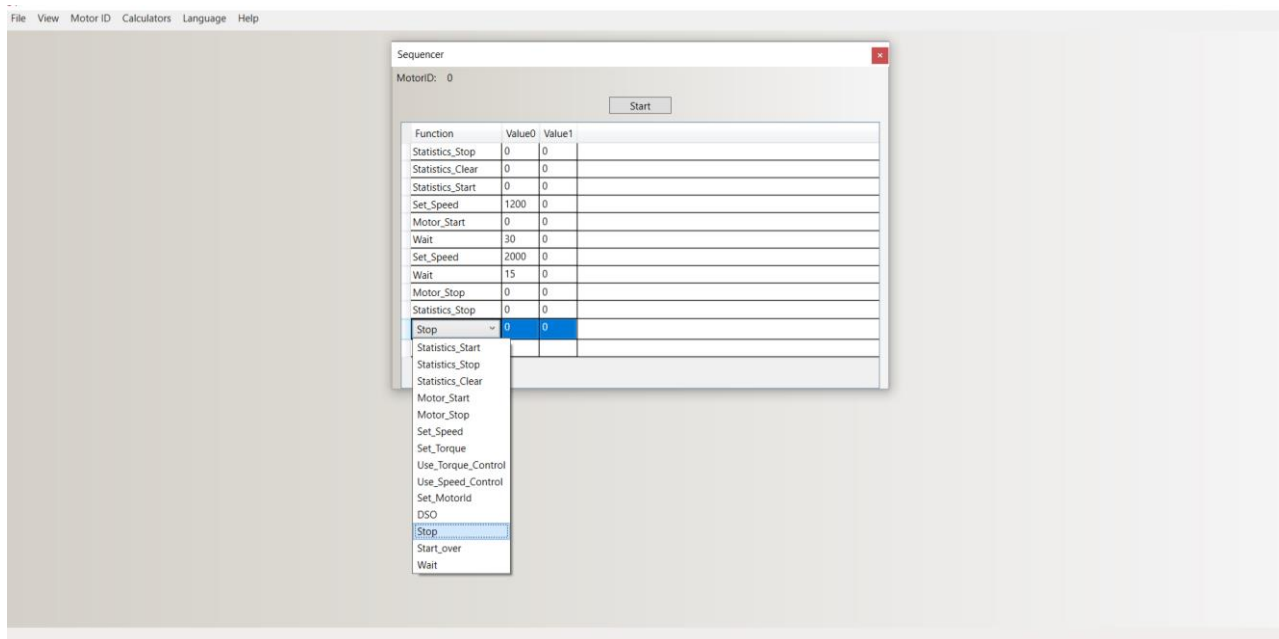 File View Motor ID Calculators Language Help
Sequencer
MotorID: 0
Start
Function Value0 Value1
Statistics_Stop 0 0
Statistics_Clear 0 0
Statistics_Start 0 0
Set_Speed 1200 0
Motor_Start 0 0
Wait 30 0
Set_Speed 2000 0
Wait 15 0
Motor_Stop 0 0
Statistics_Stop 0 0
Stop 0 0
Statistics_Start
Statistics_Stop
Statistics_Clear
Motor_Start
Motor_Stop
Set_Speed
Set_Torque
Use_Torque_Control
Use_Speed_Control
Set_MotorId
DSO
Stop
Start_over
Wait